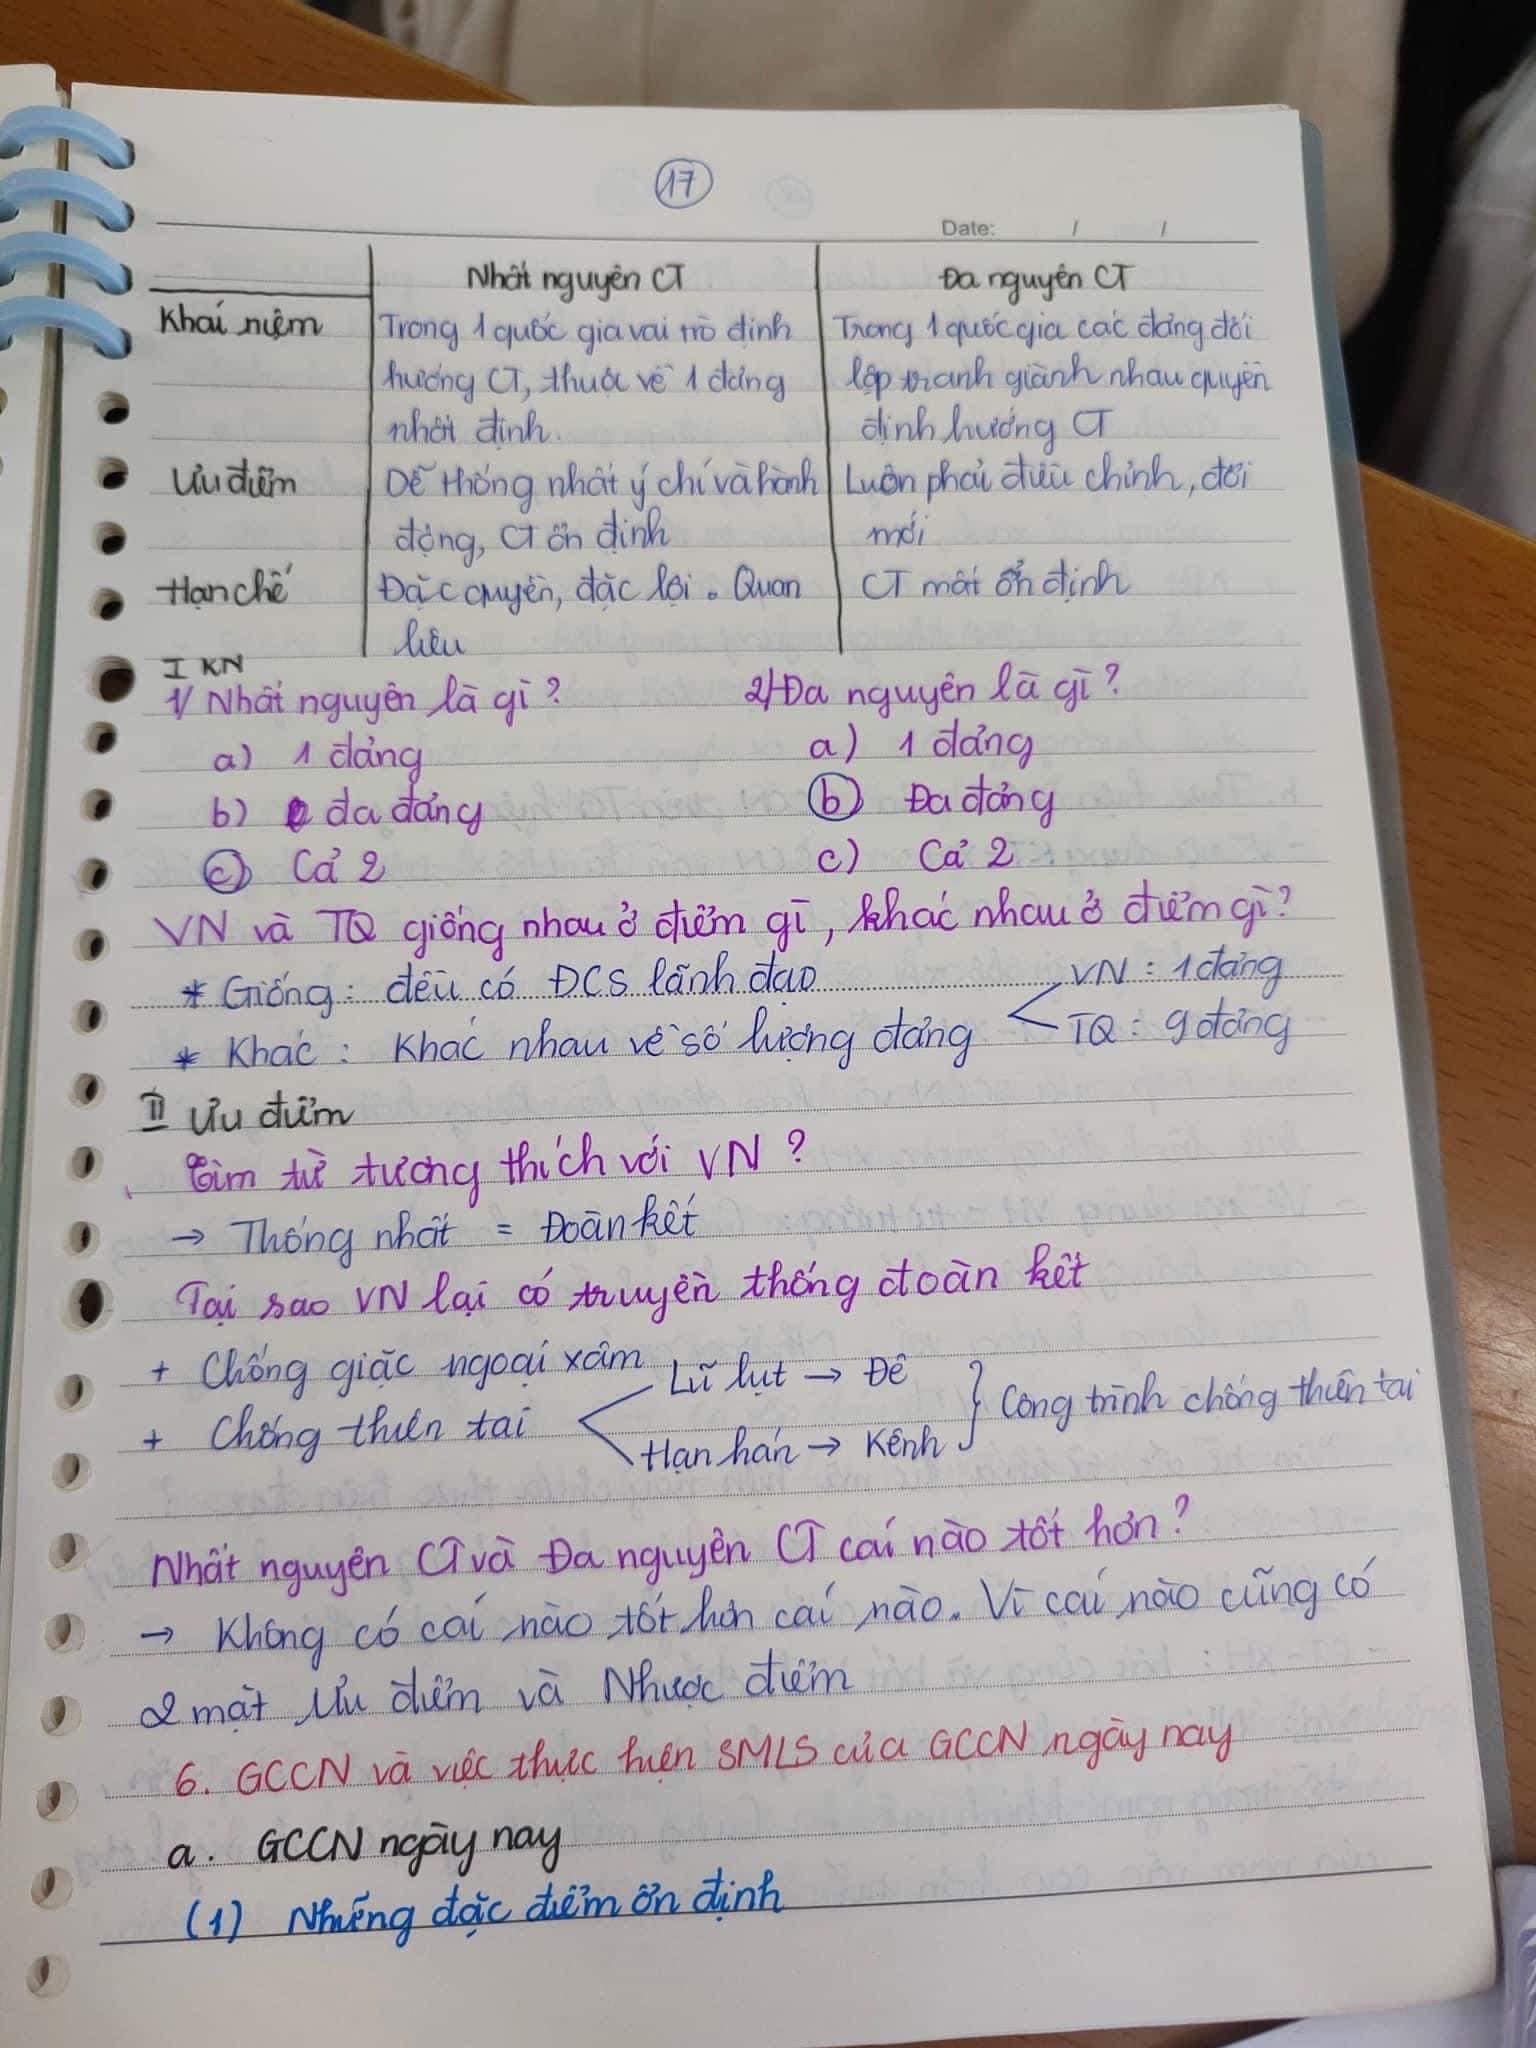 17
Date: / /
Nhất nguyên CT Đa nguyên CT
Khái niệm Trong 1 quốc gia vai trò định Trong 1 quốc gia các đảng đối
hướng CT, thuộc về 1 đảng lập tranh giành nhau quyền
nhất định. định hướng CT
Ưu điểm Dễ thống nhất ý chí và hành Luôn phải điều chỉnh, đổi
động, CT ổn định mới
Hạn chế Đặc quyền, đặc lợi. Quan CT mất ổn định
liêu
I KN
1/ Nhất nguyên là gì? 2/ Đa nguyên là gì?
a) 1 đảng a) 1 đảng
b) đa đảng b) Đa đảng
c) Cả 2 c) Cả 2
VN và TQ giống nhau ở điểm gì, khác nhau ở điểm gì?
* Giống: đều có ĐCS lãnh đạo VN: 1 đảng
* Khác: Khác nhau về số lượng đảng TQ: 9 đảng
II Ưu điểm
Tìm từ tương thích với VN?
→ Thống nhất = Đoàn kết
Tại sao VN lại có truyền thống đoàn kết
+ Chống giặc ngoại xâm
Lũ lụt → Đê
+ Chống thiên tai } Công trình chống thiên tai
Hạn hán → Kênh
Nhất nguyên CT và Đa nguyên CT cái nào tốt hơn?
→ Không có cái nào tốt hơn cái nào. Vì cái nào cũng có
2 mặt Ưu điểm và Nhược điểm
6. GCCN và việc thực hiện SMLS của GCCN ngày nay
a. GCCN ngày nay
(1) Những đặc điểm ổn định